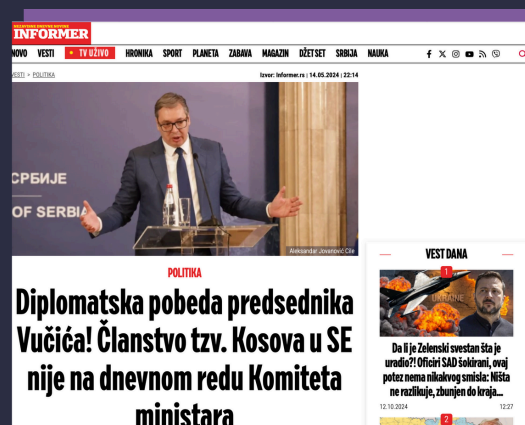 NEZAVISNE DNEVNE NOVINE
INFORMER
NOVO VESTI • TV UŽIVO HRONIKA SPORT PLANETA ZABAVA MAGAZIN DŽET SET SRBIJA NAUKA
VESTI > POLITIKA
Izvor: Informer.rs | 14.05.2024 | 22:14
СРБИЈЕ
OF SERBIA
Aleksandar Jovanović Cile
POLITIKA
Diplomatska pobeda predsednika
Vučića! Članstvo tzv. Kosova u SE
nije na dnevnom redu Komiteta
ministara
VEST DANA
1
UKRAINE
Da li je Zelenski svestan šta je
uradio?! Oficiri SAD šokirani, ovaj
potez nema nikakvog smisla: Ništa
ne razlikuje, zbunjen do kraja...
12.10.2024 12:27
2